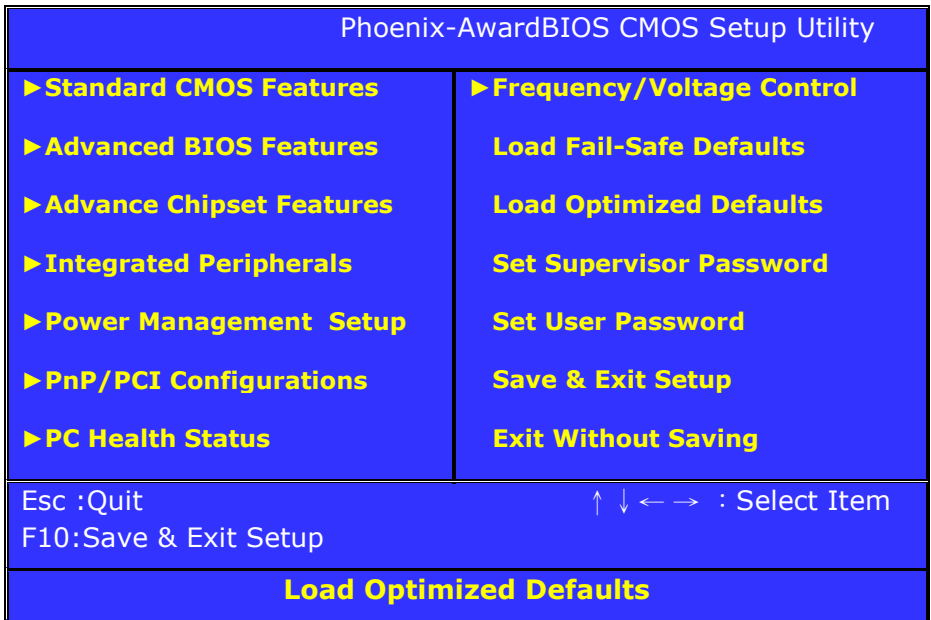 Phoenix-AwardBIOS CMOS Setup Utility
►Standard CMOS Features
►Advanced BIOS Features
►Advance Chipset Features
►Integrated Peripherals
►Power Management  Setup
►PnP/PCI Configurations
►PC Health Status
►Frequency/Voltage Control
Load Fail-Safe Defaults
Load Optimized Defaults
Set Supervisor Password
Set User Password
Save & Exit Setup
Exit Without Saving
Esc :Quit
↑↓←→ : Select Item
F10:Save & Exit Setup
Load Optimized Defaults